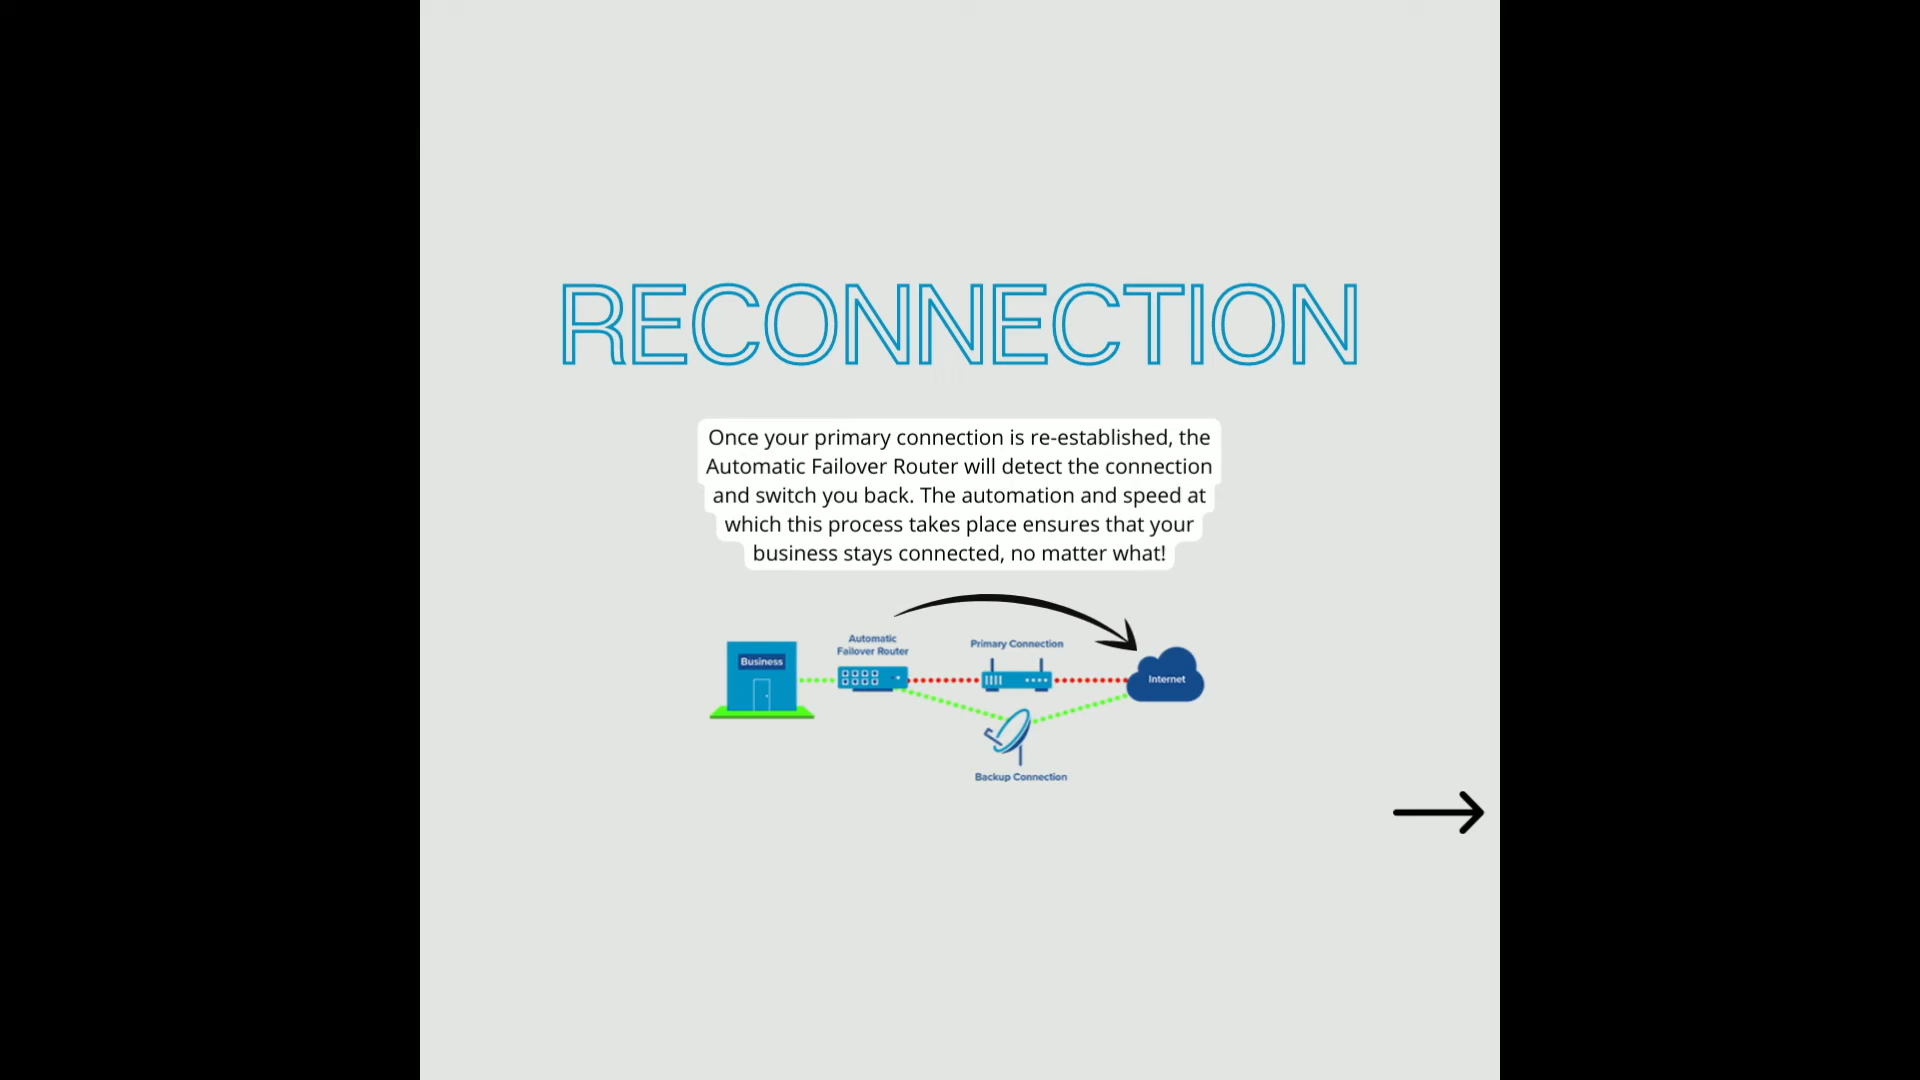 RECONNECTION
Once your primary connection is re-established, the
Automatic Failover Router will detect the connection
and switch you back. The automation and speed at
which this process takes place ensures that your
business stays connected, no matter what!
Automatic
Failover Router
Primary Connection
Business
Internet
Backup Connection